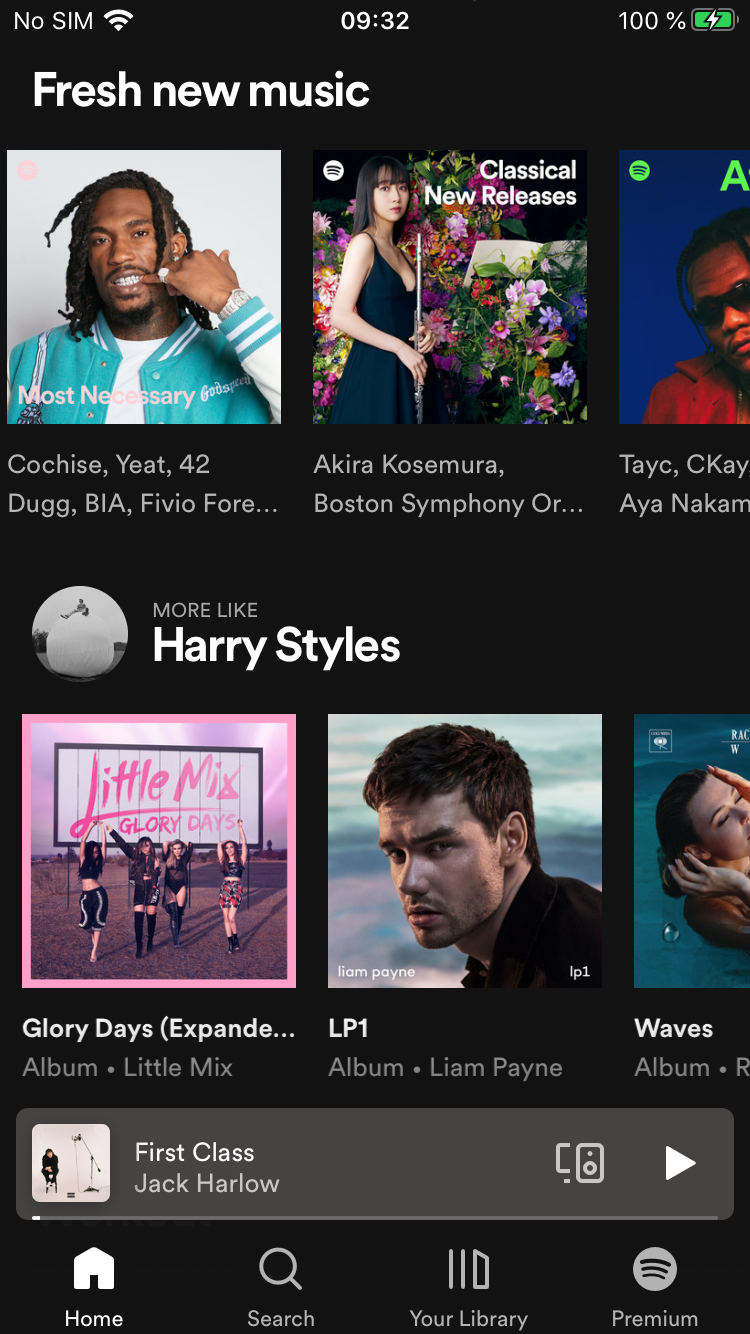 No SIM
09:32
100 %
Fresh new music
Most Necessary
Godspeed
Classical
New Releases
Cochise, Yeat, 42
Dugg, BIA, Fivio Fore...
Akira Kosemura,
Boston Symphony Or...
Tayc, CKay,
Aya Nakam
MORE LIKE
Harry Styles
Little Mix
GLORY DAYS
liam payne
lp1
Glory Days (Expande...
Album • Little Mix
LP1
Album • Liam Payne
Waves
Album • R
First Class
Jack Harlow
Home
Search
Your Library
Premium